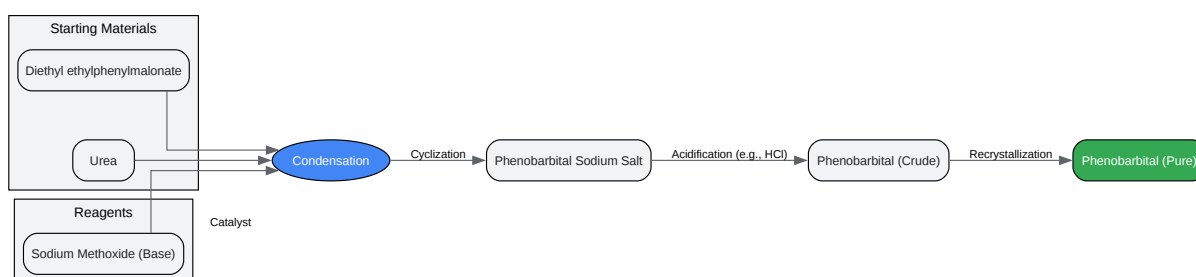 Starting Materials
Diethyl ethylphenylmalonate
Urea
Condensation
Cyclization
Phenobarbital Sodium Salt
Acidification (e.g., HCl)
Phenobarbital (Crude)
Recrystallization
Phenobarbital (Pure)
Reagents
Catalyst
Sodium Methoxide (Base)